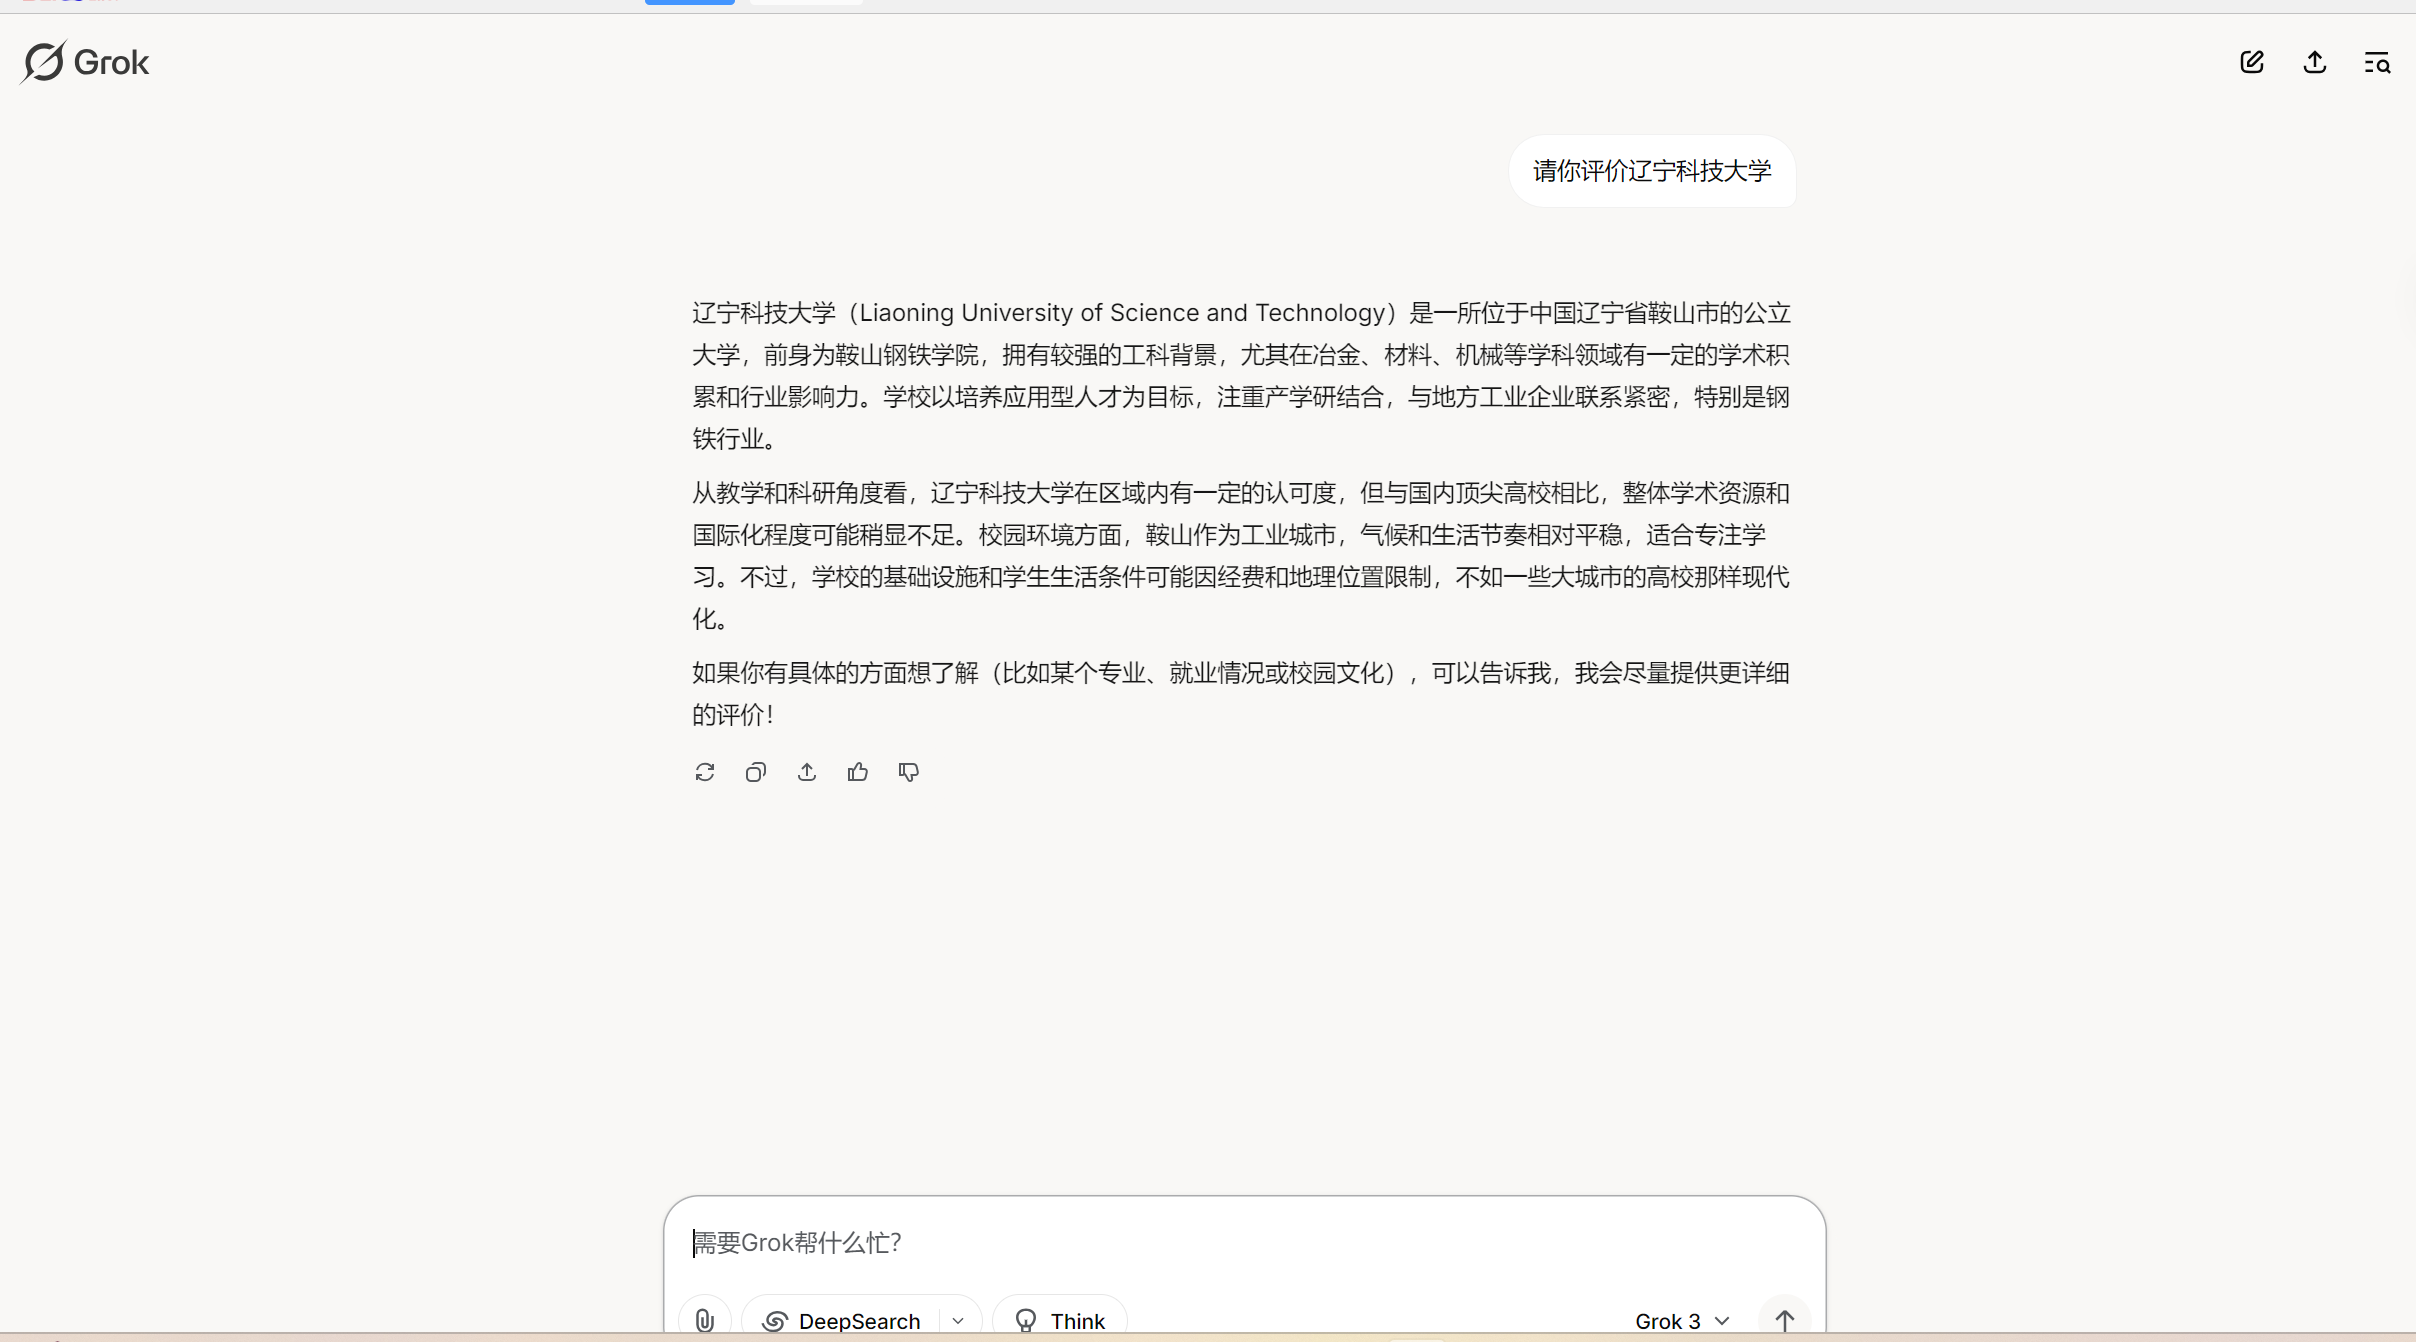 Grok
请你评价辽宁科技大学
辽宁科技大学（Liaoning University of Science and Technology）是一所位于中国辽宁省鞍山市的公立
大学，前身为鞍山钢铁学院，拥有较强的工科背景，尤其在冶金、材料、机械等学科领域有一定的学术积
累和行业影响力。学校以培养应用型人才为目标，注重产学研结合，与地方工业企业联系紧密，特别是钢
铁行业。
从教学和科研角度看，辽宁科技大学在区域内有一定的认可度，但与国内顶尖高校相比，整体学术资源和
国际化程度可能稍显不足。校园环境方面，鞍山作为工业城市，气候和生活节奏相对平稳，适合专注学
习。不过，学校的基础设施和学生生活条件可能因经费和地理位置限制，不如一些大城市的高校那样现代
化。
如果你有具体的方面想了解（比如某个专业、就业情况或校园文化），可以告诉我，我会尽量提供更详细
的评价！
需要Grok帮什么忙？
DeepSearch
Think
Grok 3